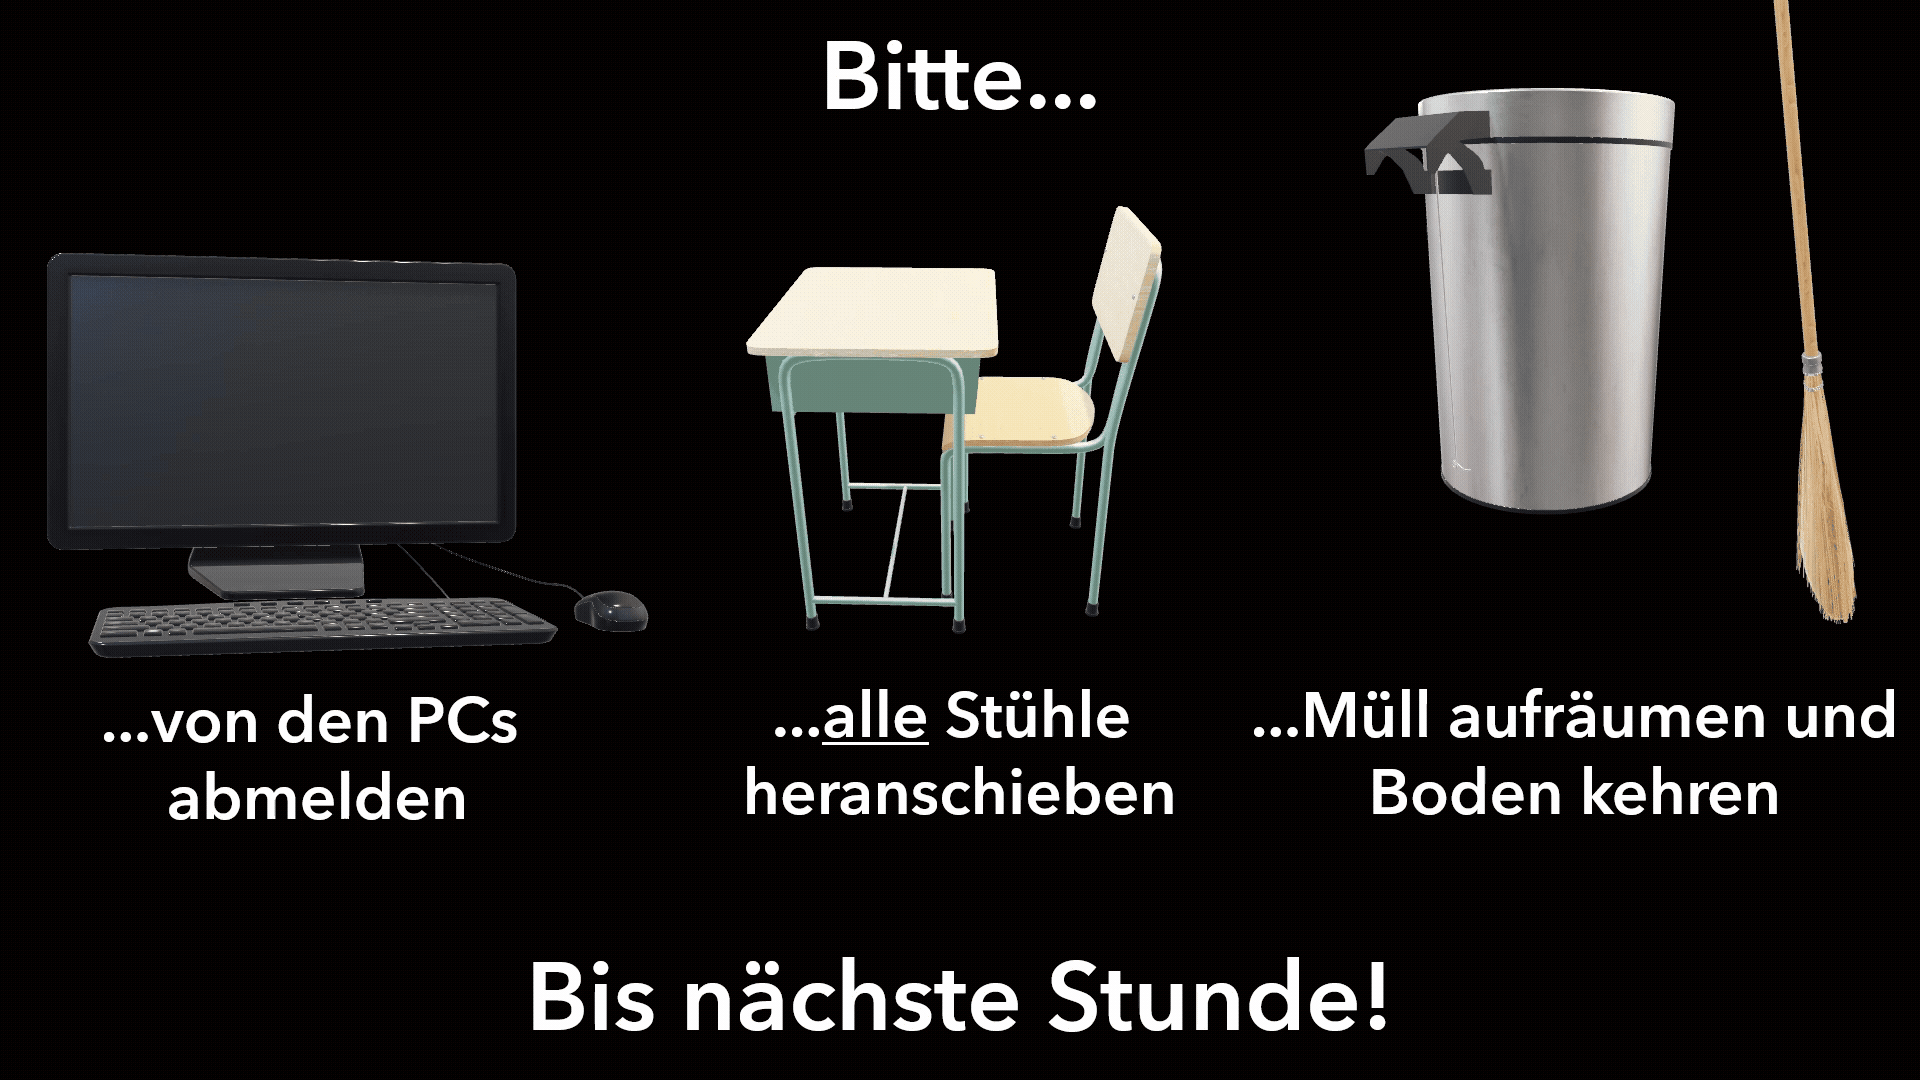 Bitte...
...von den PCs
abmelden
...alle Stühle
heranschieben
...Müll aufräumen und
Boden kehren
Bis nächste Stunde!